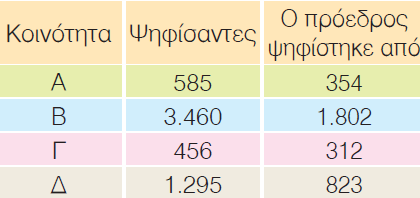 Κοινότητα Ψηφίσαντες Ο πρόεδρος ψηφίστηκε από
Α 585 354
Β 3.460 1.802
Γ 456 312
Δ 1.295 823